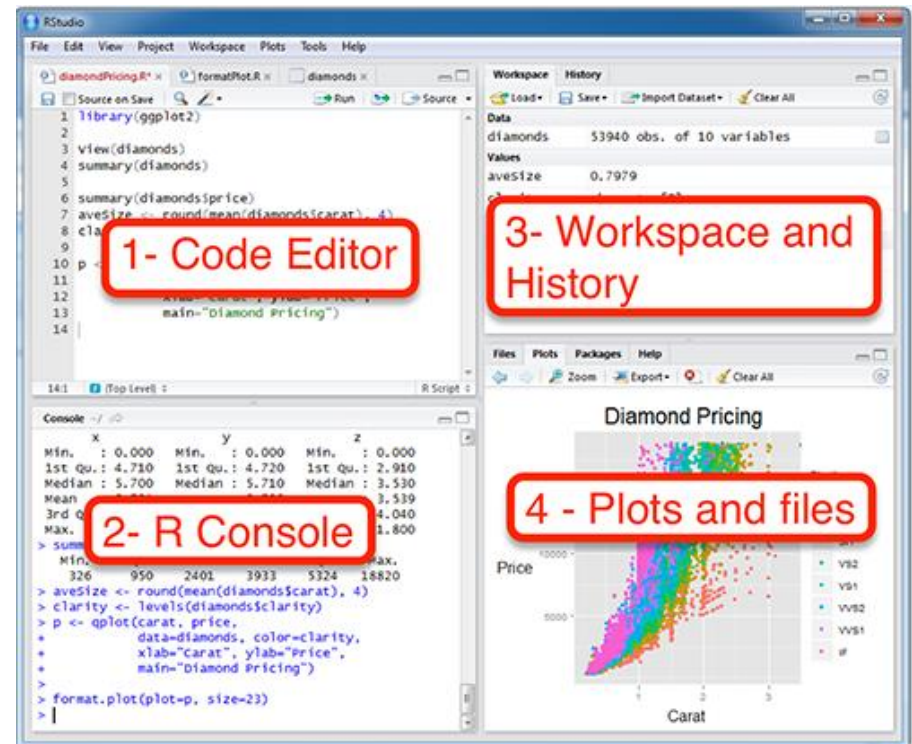 RStudio
File Edit View Project Workspace Plots Tools Help
diamondPricing.R* × formatPlot.R × diamonds ×
Source on Save Run Source
1 library(ggplot2)
2
3 View(diamonds)
4 summary(diamonds)
5
6 summary(diamonds$price)
7 aveSize <- round(mean(diamonds$carat), 4)
8 cla
9
10 p <
11
12 xlab="Carat", ylab="Price",
13 main="Diamond Pricing")
14
1- Code Editor
14:1 (Top Level) R Script
Console ~/
x y z
Min. : 0.000 Min. : 0.000 Min. : 0.000
1st Qu.: 4.710 1st Qu.: 4.720 1st Qu.: 2.910
Median : 5.700 Median : 5.710 Median : 3.530
Mean 3.539
3rd Q 4.040
Max. 1.800
2- R Console
> summ
Min. Max.
326 950 2401 3933 5324 18820
> aveSize <- round(mean(diamonds$carat), 4)
> clarity <- levels(diamonds$clarity)
> p <- qplot(carat, price,
+ data=diamonds, color=clarity,
+ xlab="Carat", ylab="Price",
+ main="Diamond Pricing")
>
> format.plot(plot=p, size=23)
>
Workspace History
Load Save Import Dataset Clear All
Data
diamonds 53940 obs. of 10 variables
Values
aveSize 0.7979
3- Workspace and
History
Files Plots Packages Help
Zoom Export Clear All
Diamond Pricing
4 - Plots and files
Price
10000
5000
VS2
VS1
VVS2
VVS1
IF
1 2 3
Carat